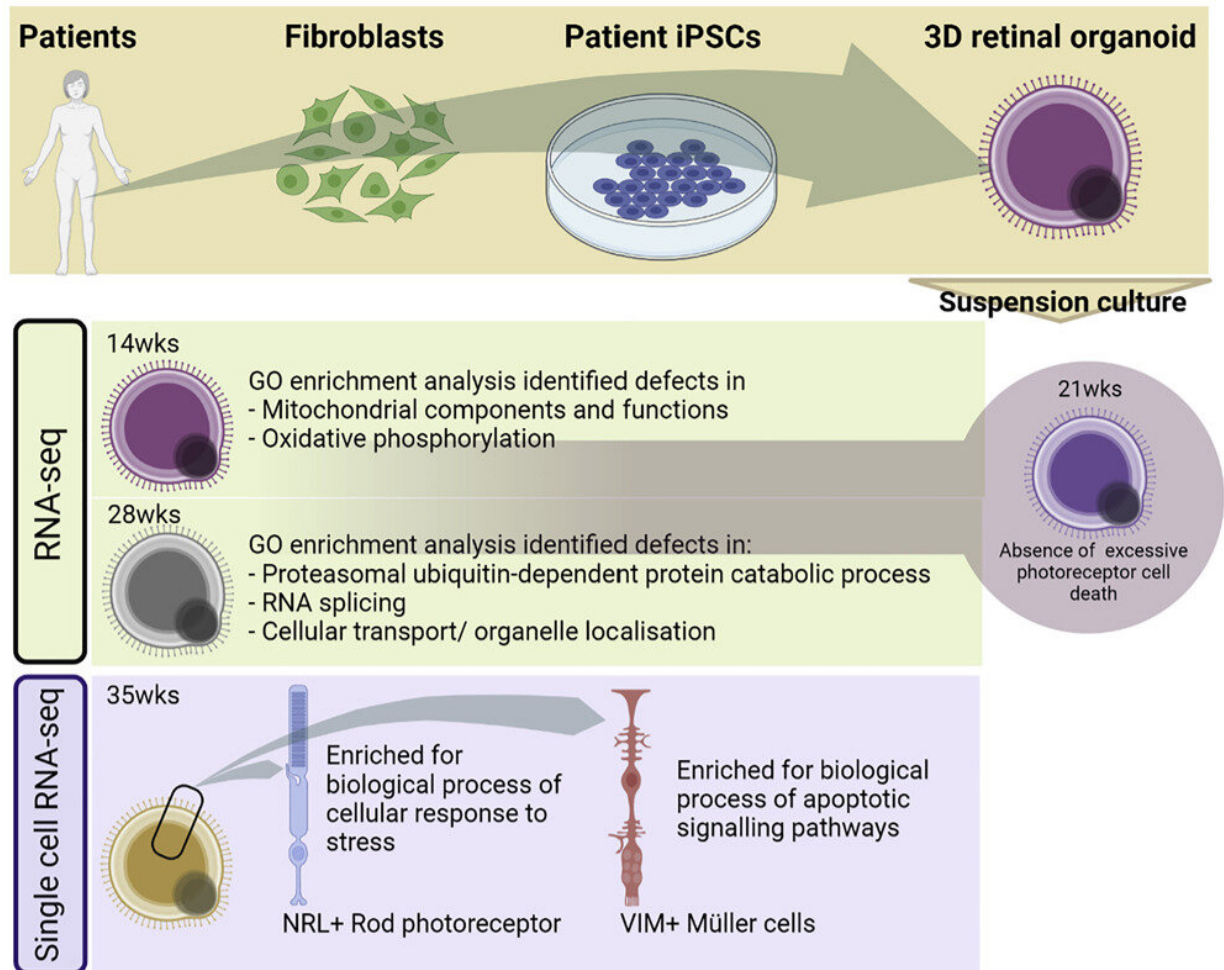 Patients
Fibroblasts
Patient iPSCs
3D retinal organoid
Suspension culture
RNA-seq
14wks
GO enrichment analysis identified defects in
- Mitochondrial components and functions
- Oxidative phosphorylation
21wks
Absence of excessive
photoreceptor cell
death
28wks
GO enrichment analysis identified defects in:
- Proteasomal ubiquitin-dependent protein catabolic process
- RNA splicing
- Cellular transport/ organelle localisation
Single cell RNA-seq
35wks
Enriched for
biological process of
cellular response to
stress
NRL+ Rod photoreceptor
Enriched for biological
process of apoptotic
signalling pathways
VIM+ Müller cells